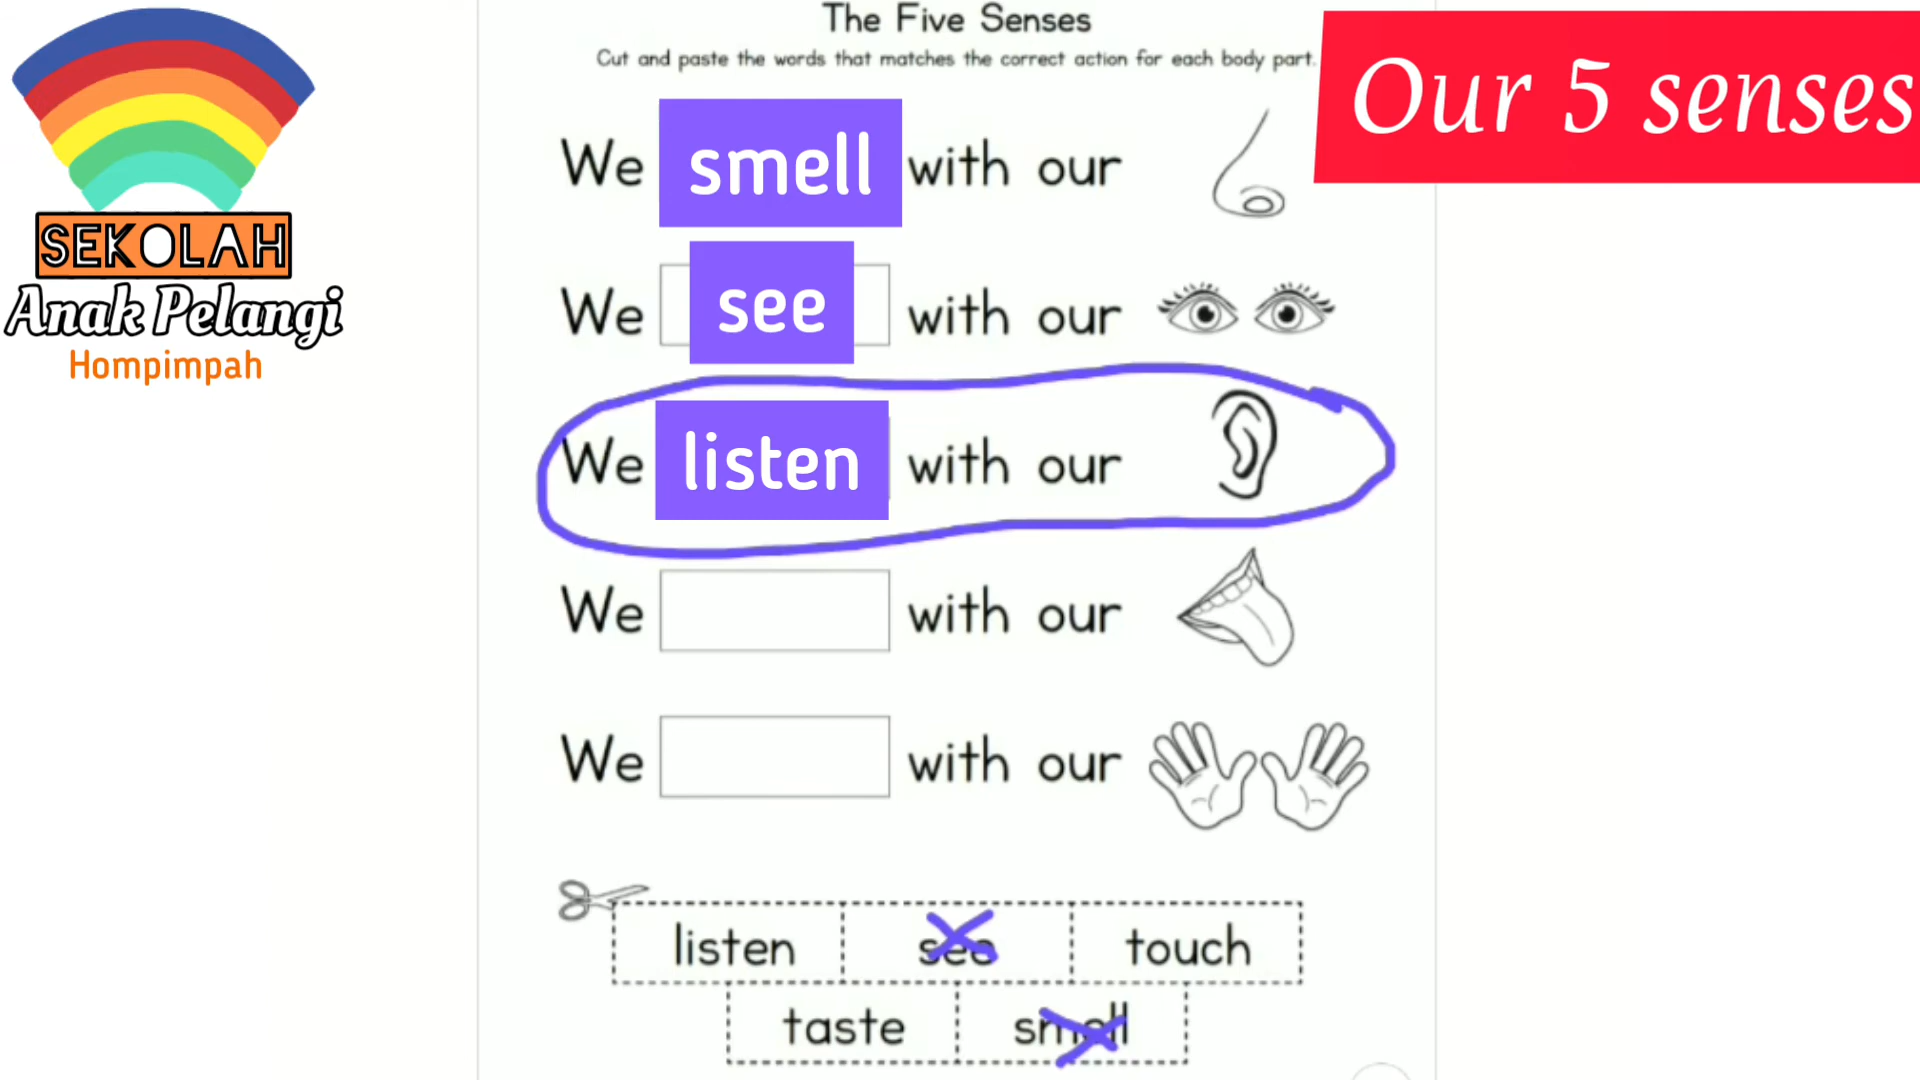 SEKOLAH
Anak Pelangi
Hompimpah
The Five Senses
Cut and paste the words that matches the correct action for each body part.
Our 5 senses
We smell with our
We see with our
We listen with our
We with our
We with our
listen see touch
taste smell